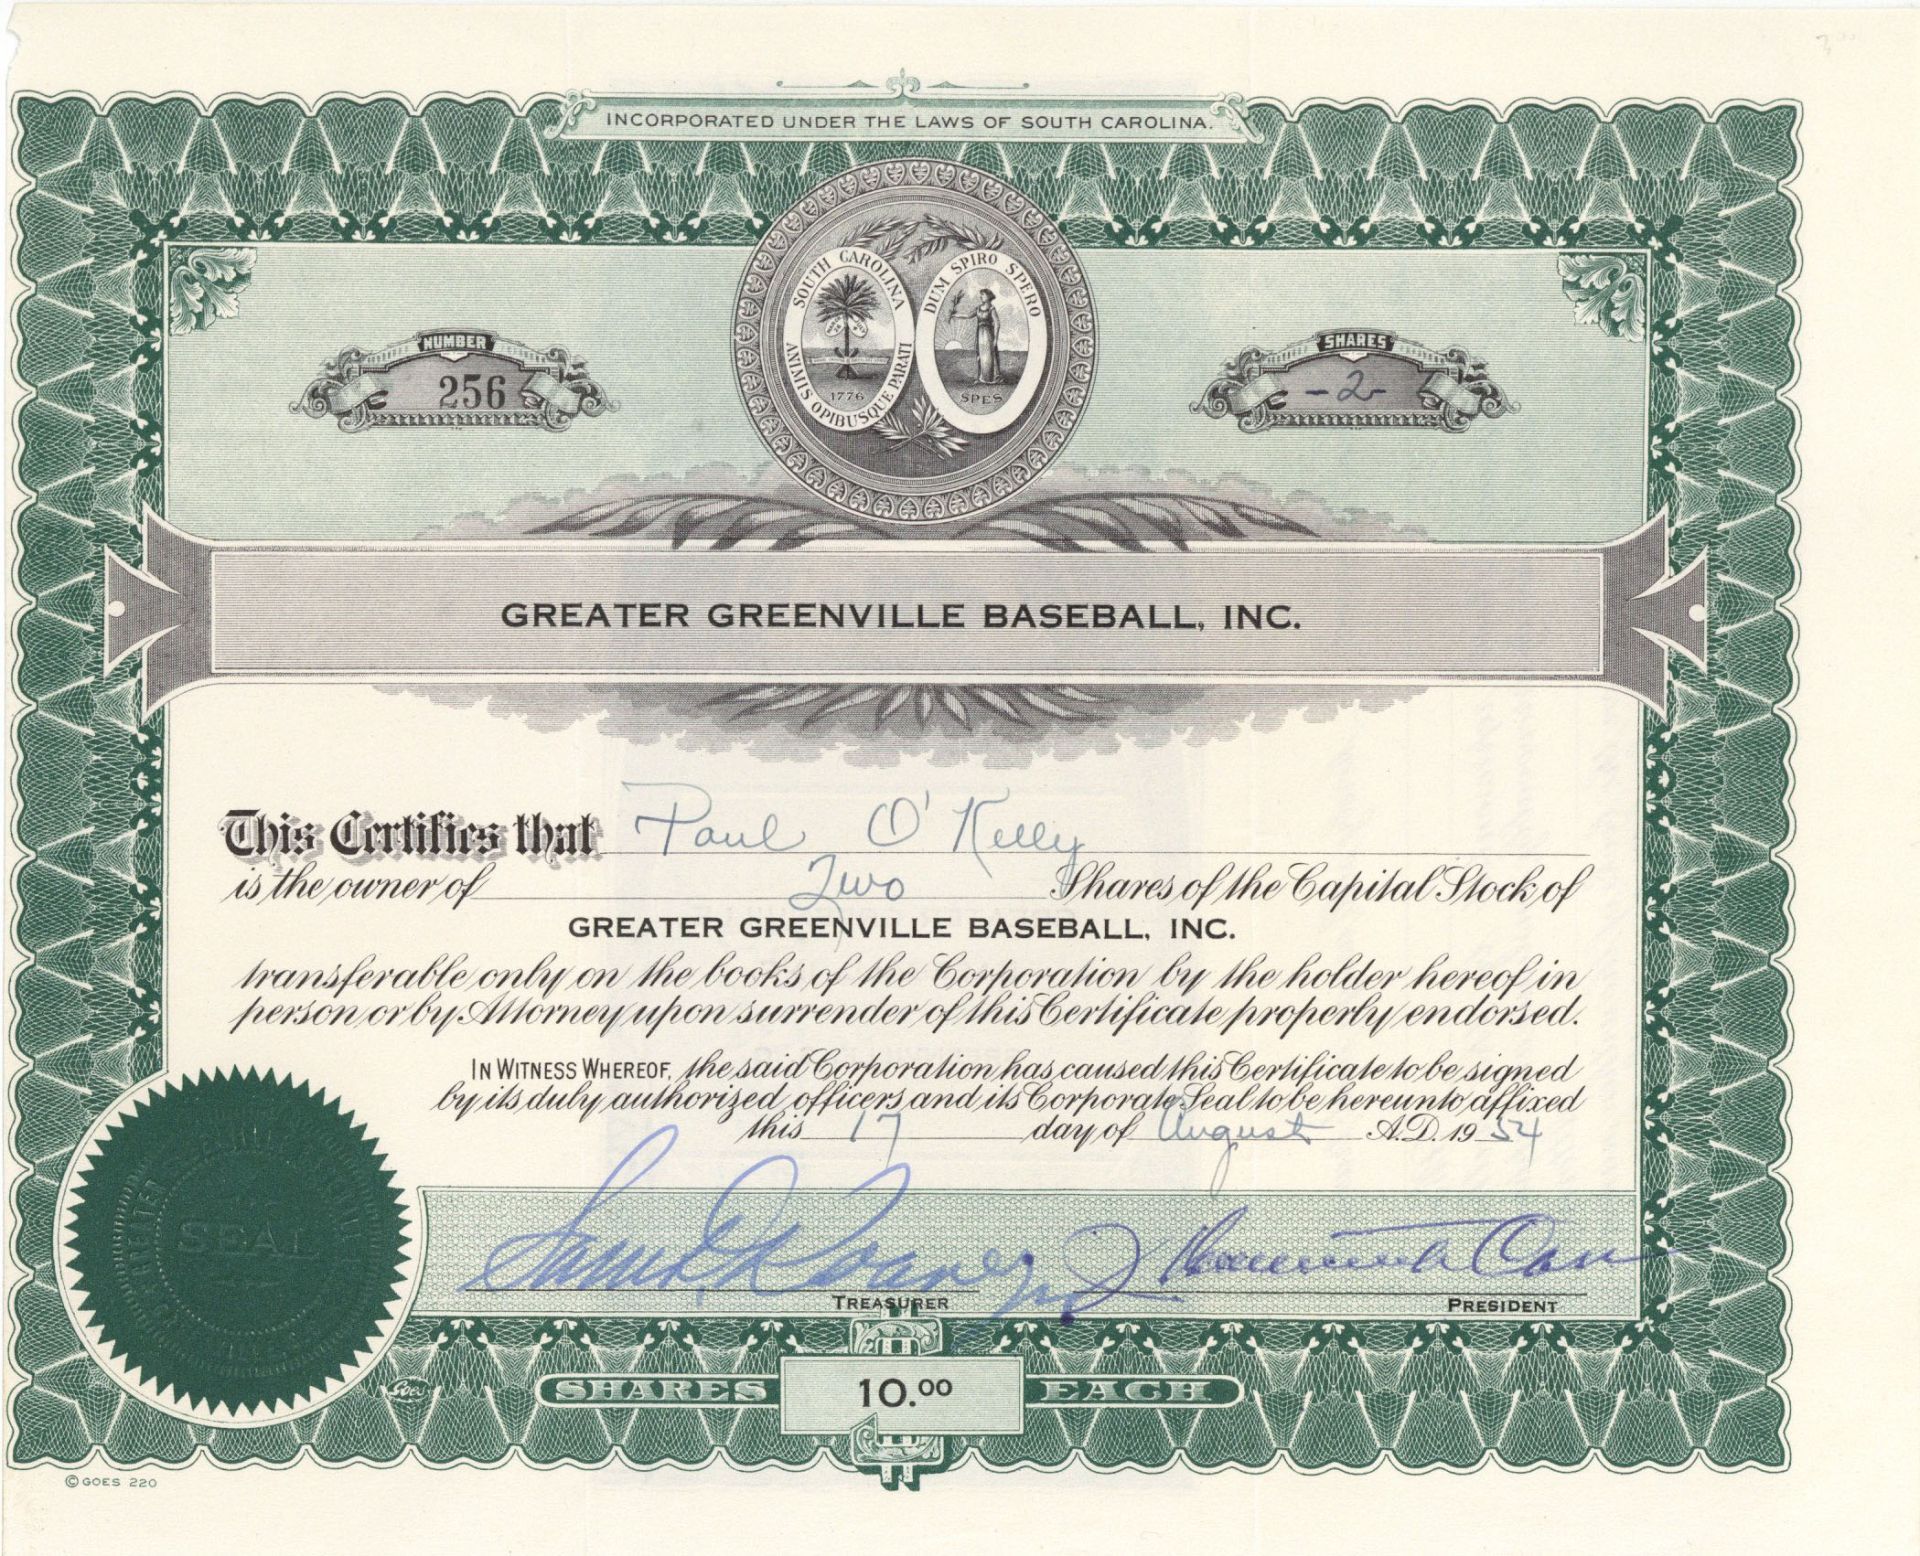 INCORPORATED UNDER THE LAWS OF SOUTH CAROLINA.
SOUTH CAROLINA
ANIMIS OPIBUSQUE PARATI
1776
DUM SPIRO SPERO
SPES
NUMBER
256
SHARES
-2-
GREATER GREENVILLE BASEBALL, INC.
This Certifies that Paul O'Kelly
is the owner of Two Shares of the Capital Stock of
GREATER GREENVILLE BASEBALL, INC.
transferable only on the books of the Corporation by the holder hereof in
person or by Attorney upon surrender of this Certificate properly endorsed.
IN WITNESS WHEREOF, the said Corporation has caused this Certificate to be signed
by its duly authorized officers and its Corporate Seal to be hereunto affixed
this 17 day of August A.D. 1954
GREATER GREENVILLE
SEAL
TREASURER
PRESIDENT
Goes
SHARES 10.00 EACH
© GOES 220